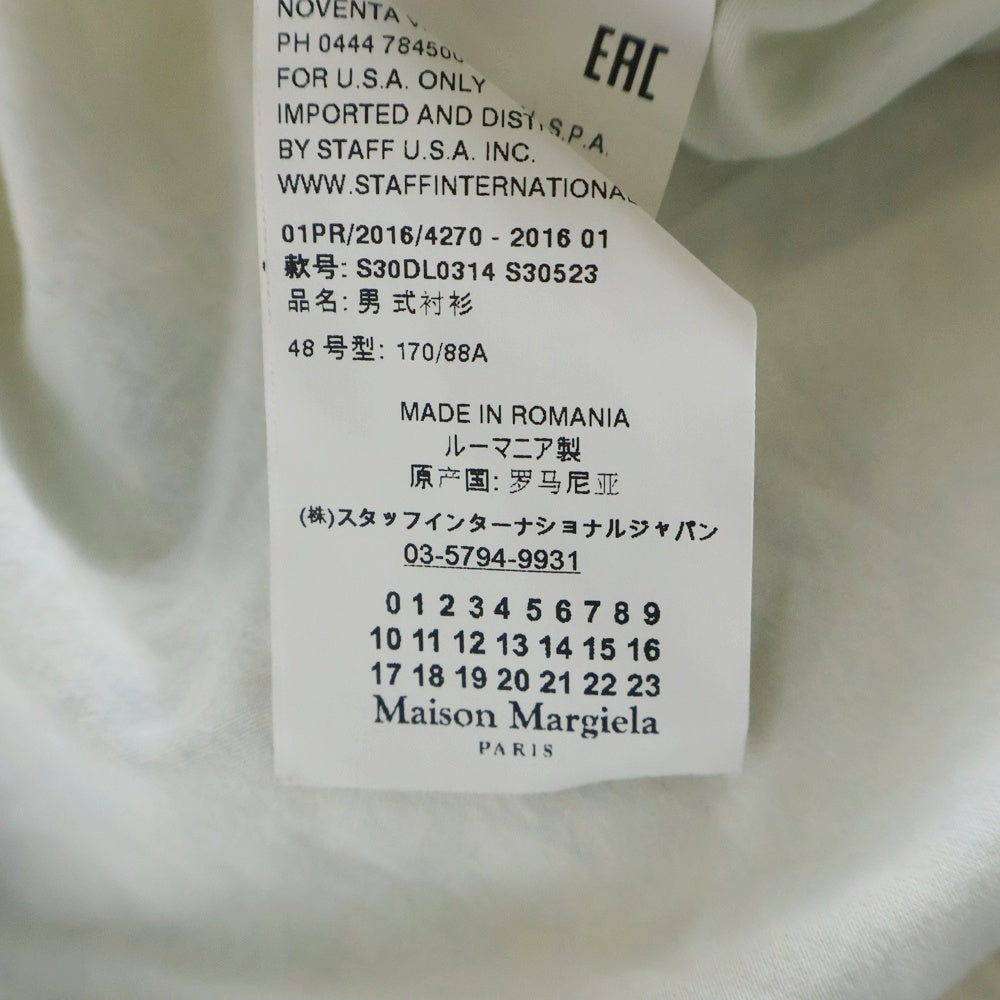 NOVENTA
PH 0444 78450
EAC
FOR U.S.A. ONLY
IMPORTED AND DIST
S.P.A.
BY STAFF U.S.A. INC.
WWW.STAFFINTERNATIONAL
01PR/2016/4270 - 2016 01
款号: S30DL0314 S30523
品名: 男 式衬衫
48 号型: 170/88A
MADE IN ROMANIA
ルーマニア製
原产国: 罗马尼亚
(株)スタッフインターナショナルジャパン
03-5794-9931
0 1 2 3 4 5 6 7 8 9
10 11 12 13 14 15 16
17 18 19 20 21 22 23
Maison Margiela
PARIS